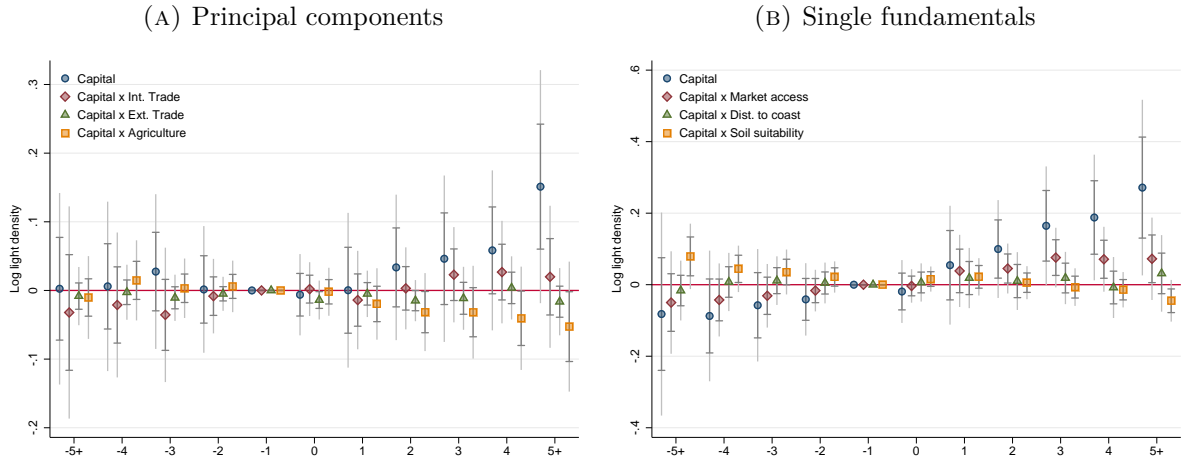 (A) Principal components
Capital
Capital x Int. Trade
Capital x Ext. Trade
Capital x Agriculture
Log light density
.3
.2
.1
0
-.1
-.2
-5+ -4 -3 -2 -1 0 1 2 3 4 5+
(B) Single fundamentals
Capital
Capital x Market access
Capital x Dist. to coast
Capital x Soil suitability
Log light density
.6
.4
.2
0
-.2
-.4
-5+ -4 -3 -2 -1 0 1 2 3 4 5+